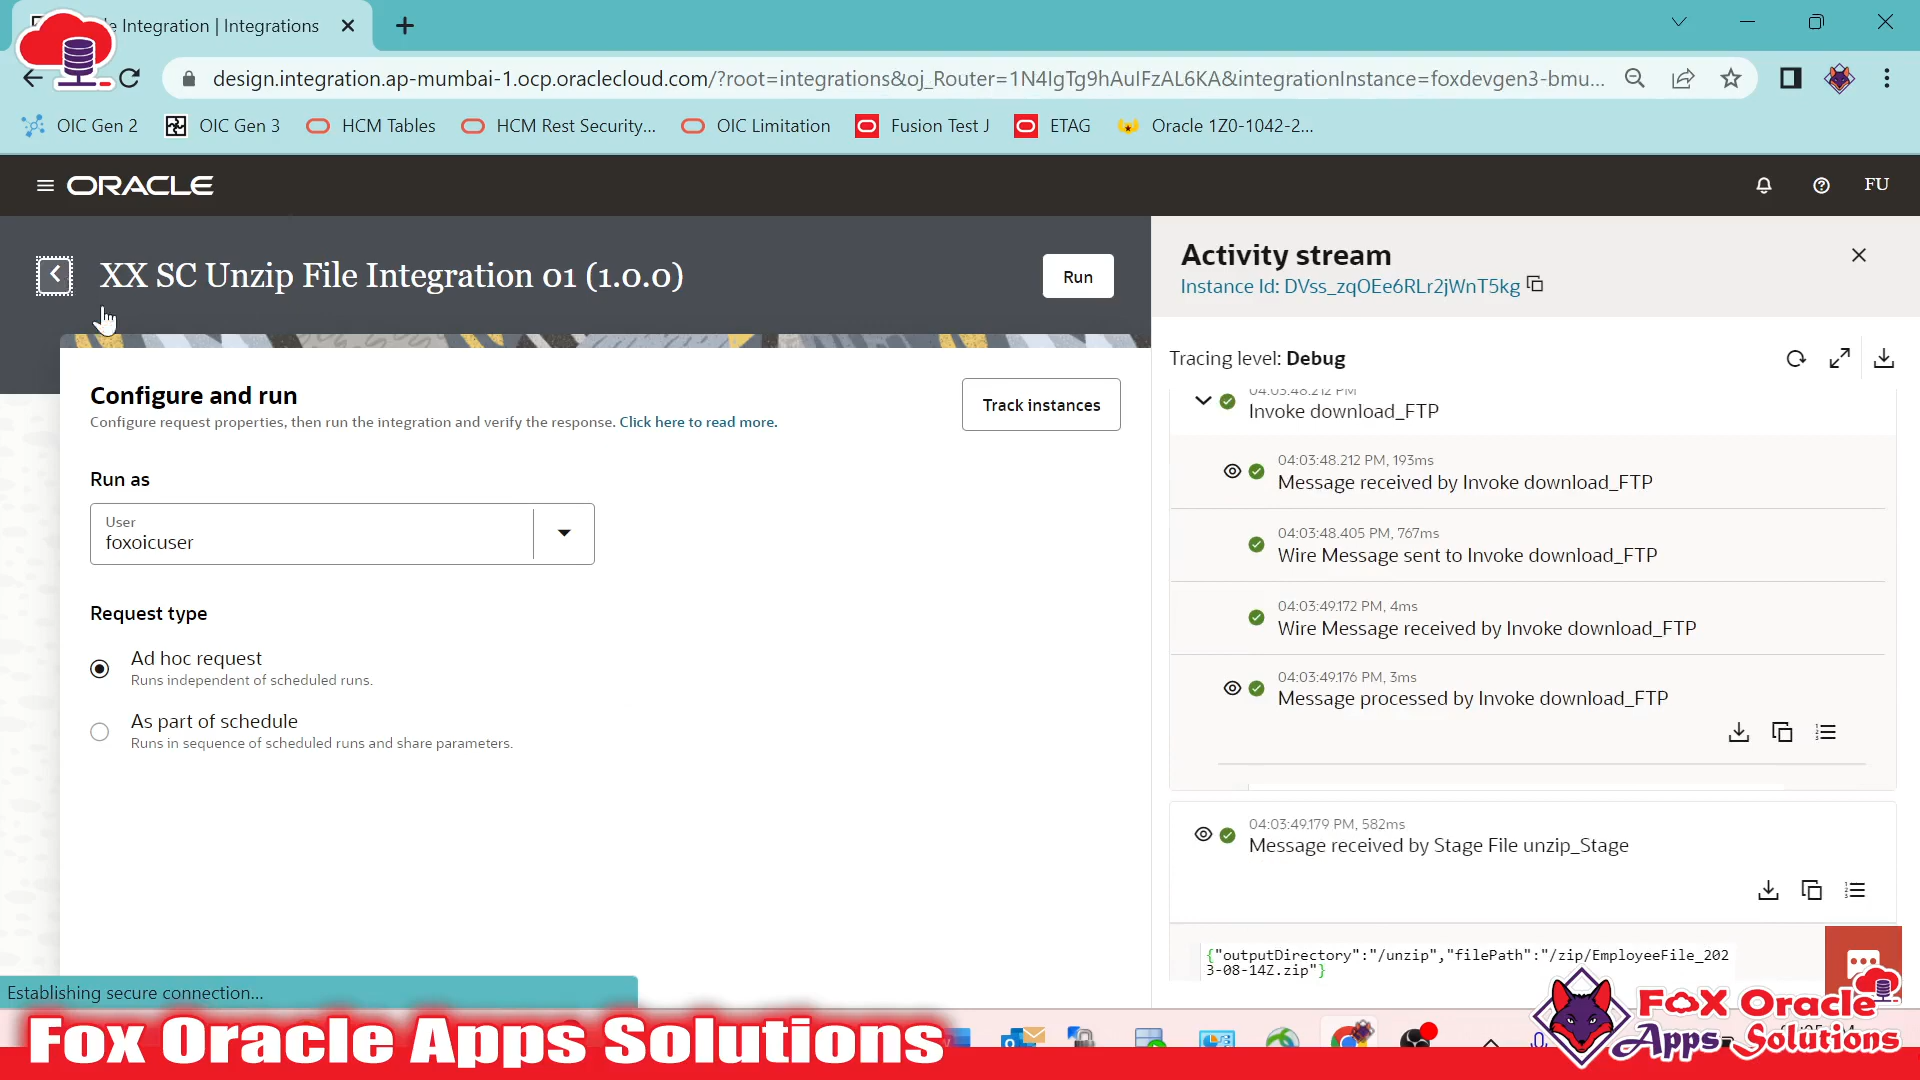 e Integration | Integrations
design.integration.ap-mumbai-1.ocp.oraclecloud.com/?root=integrations&oj_Router=1N4IgTg9hAuIFzAL6KA&integrationInstance=foxdevgen3-bmu...
OIC Gen 2
OIC Gen 3
HCM Tables
HCM Rest Security...
OIC Limitation
Fusion Test J
ETAG
Oracle 1Z0-1042-2...
ORACLE
FU
XX SC Unzip File Integration 01 (1.0.0)
Run
Activity stream
Instance Id: DVss_zqOEe6RLr2jWnT5kg
Tracing level: Debug
Configure and run
Configure request properties, then run the integration and verify the response. Click here to read more.
Track instances
Run as
User
foxoicuser
Request type
Ad hoc request
Runs independent of scheduled runs.
As part of schedule
Runs in sequence of scheduled runs and share parameters.
04:03:48.212 PM
Invoke download_FTP
04:03:48.212 PM, 193ms
Message received by Invoke download_FTP
04:03:48.405 PM, 767ms
Wire Message sent to Invoke download_FTP
04:03:49.172 PM, 4ms
Wire Message received by Invoke download_FTP
04:03:49.176 PM, 3ms
Message processed by Invoke download_FTP
04:03:49.179 PM, 582ms
Message received by Stage File unzip_Stage
{"outputDirectory":"/unzip","filePath":"/zip/EmployeeFile_202
3-08-14Z.zip"}
Establishing secure connection...
Fox Oracle Apps Solutions
FOX Oracle
Apps Solutions